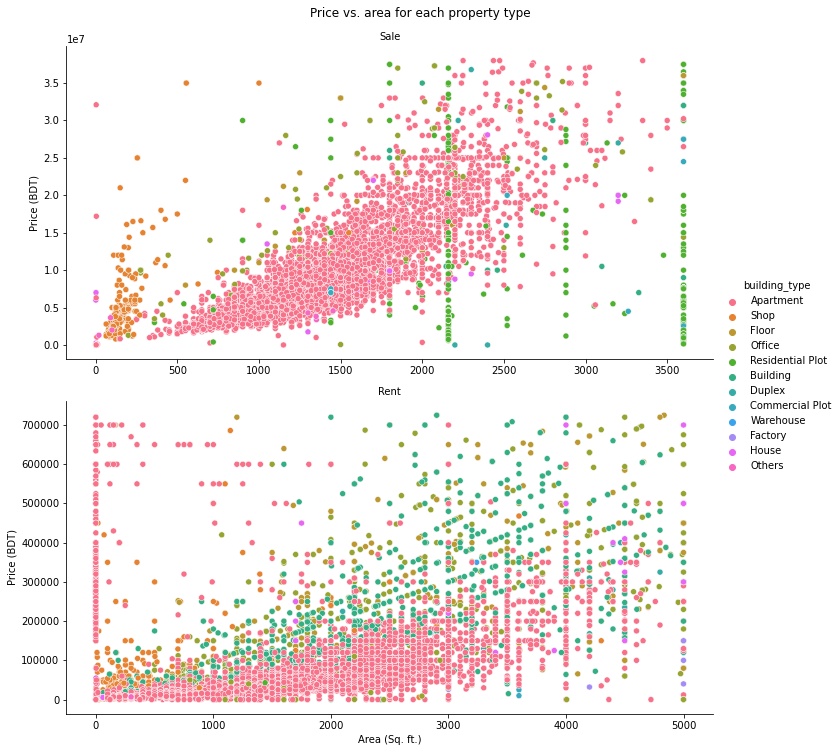 Price vs. area for each property type
Sale
1e7
3.5
3.0
2.5
2.0
1.5
1.0
0.5
0.0
Price (BDT)
0 500 1000 1500 2000 2500 3000 3500
building_type
Apartment
Shop
Floor
Office
Residential Plot
Building
Duplex
Commercial Plot
Warehouse
Factory
House
Others
Rent
700000
600000
500000
400000
300000
200000
100000
0
Price (BDT)
0 1000 2000 3000 4000 5000
Area (Sq. ft.)